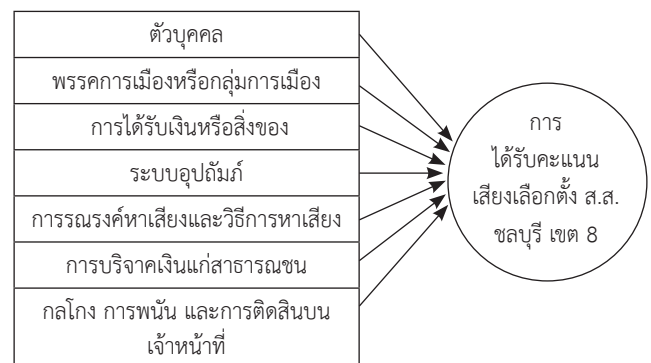 ตัวบุคคล
พรรคการเมืองหรือกลุ่มการเมือง
การได้รับเงินหรือสิ่งของ
ระบบอุปถัมภ์
การรณรงค์หาเสียงและวิธีการหาเสียง
การบริจาคเงินแก่สาธารณชน
กลโกง การพนัน และการติดสินบน
เจ้าหน้าที่
การ
ได้รับคะแนน
เสียงเลือกตั้ง ส.ส.
ชลบุรี เขต 8